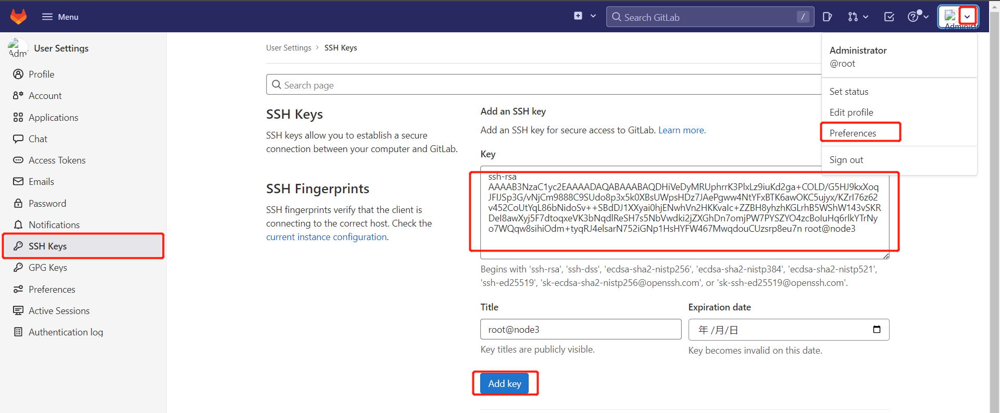 Menu
Search GitLab
/
Administ
Adm
User Settings
Profile
Account
Applications
Chat
Access Tokens
Emails
Password
Notifications
SSH Keys
GPG Keys
Preferences
Active Sessions
Authentication log
User Settings > SSH Keys
Search page
SSH Keys
SSH keys allow you to establish a secure
connection between your computer and GitLab.
SSH Fingerprints
SSH fingerprints verify that the client is
connecting to the correct host. Check the
current instance configuration.
Add an SSH key
Add an SSH key for secure access to GitLab. Learn more.
Key
ssh-rsa
AAAAB3NzaC1yc2EAAAADAQABAAABAQDHiVeDyMRUphrrK3PlxLz9iuKd2ga+COLD/G5HJ9kxXoq
JFIJSp3G/vNjCm9888C9SUdo8p3x5k0XBsUWpsHDz7JAePgww4NtYFxBTK6awOKC5ujyx/KZrI76z62
v452CoUtYqL86bNidoSv++SBdDJ1XXyai0hjENwhVn2HKKvaIc+ZZBH8yhzhKGLrhB5WShW143vSKR
DeI8awXyj5F7dtoqxeVK3bNqdlReSH7s5NbVwdki2jZXGhDn7omjPW7PYSZYO4zcBoIuHq6rlkYTrNy
o7WQqw8sihiOdm+tyqRJ4elsarN752iGNp1HsHYFW467MwqdouCUzsrp8eu7n root@node3
Begins with 'ssh-rsa', 'ssh-dss', 'ecdsa-sha2-nistp256', 'ecdsa-sha2-nistp384', 'ecdsa-sha2-nistp521',
'ssh-ed25519', 'sk-ecdsa-sha2-nistp256@openssh.com', or 'sk-ssh-ed25519@openssh.com'.
Title
root@node3
Key titles are publicly visible.
Expiration date
年 /月/日
Key becomes invalid on this date.
Add key
Administrator
@root
Set status
Edit profile
Preferences
Sign out